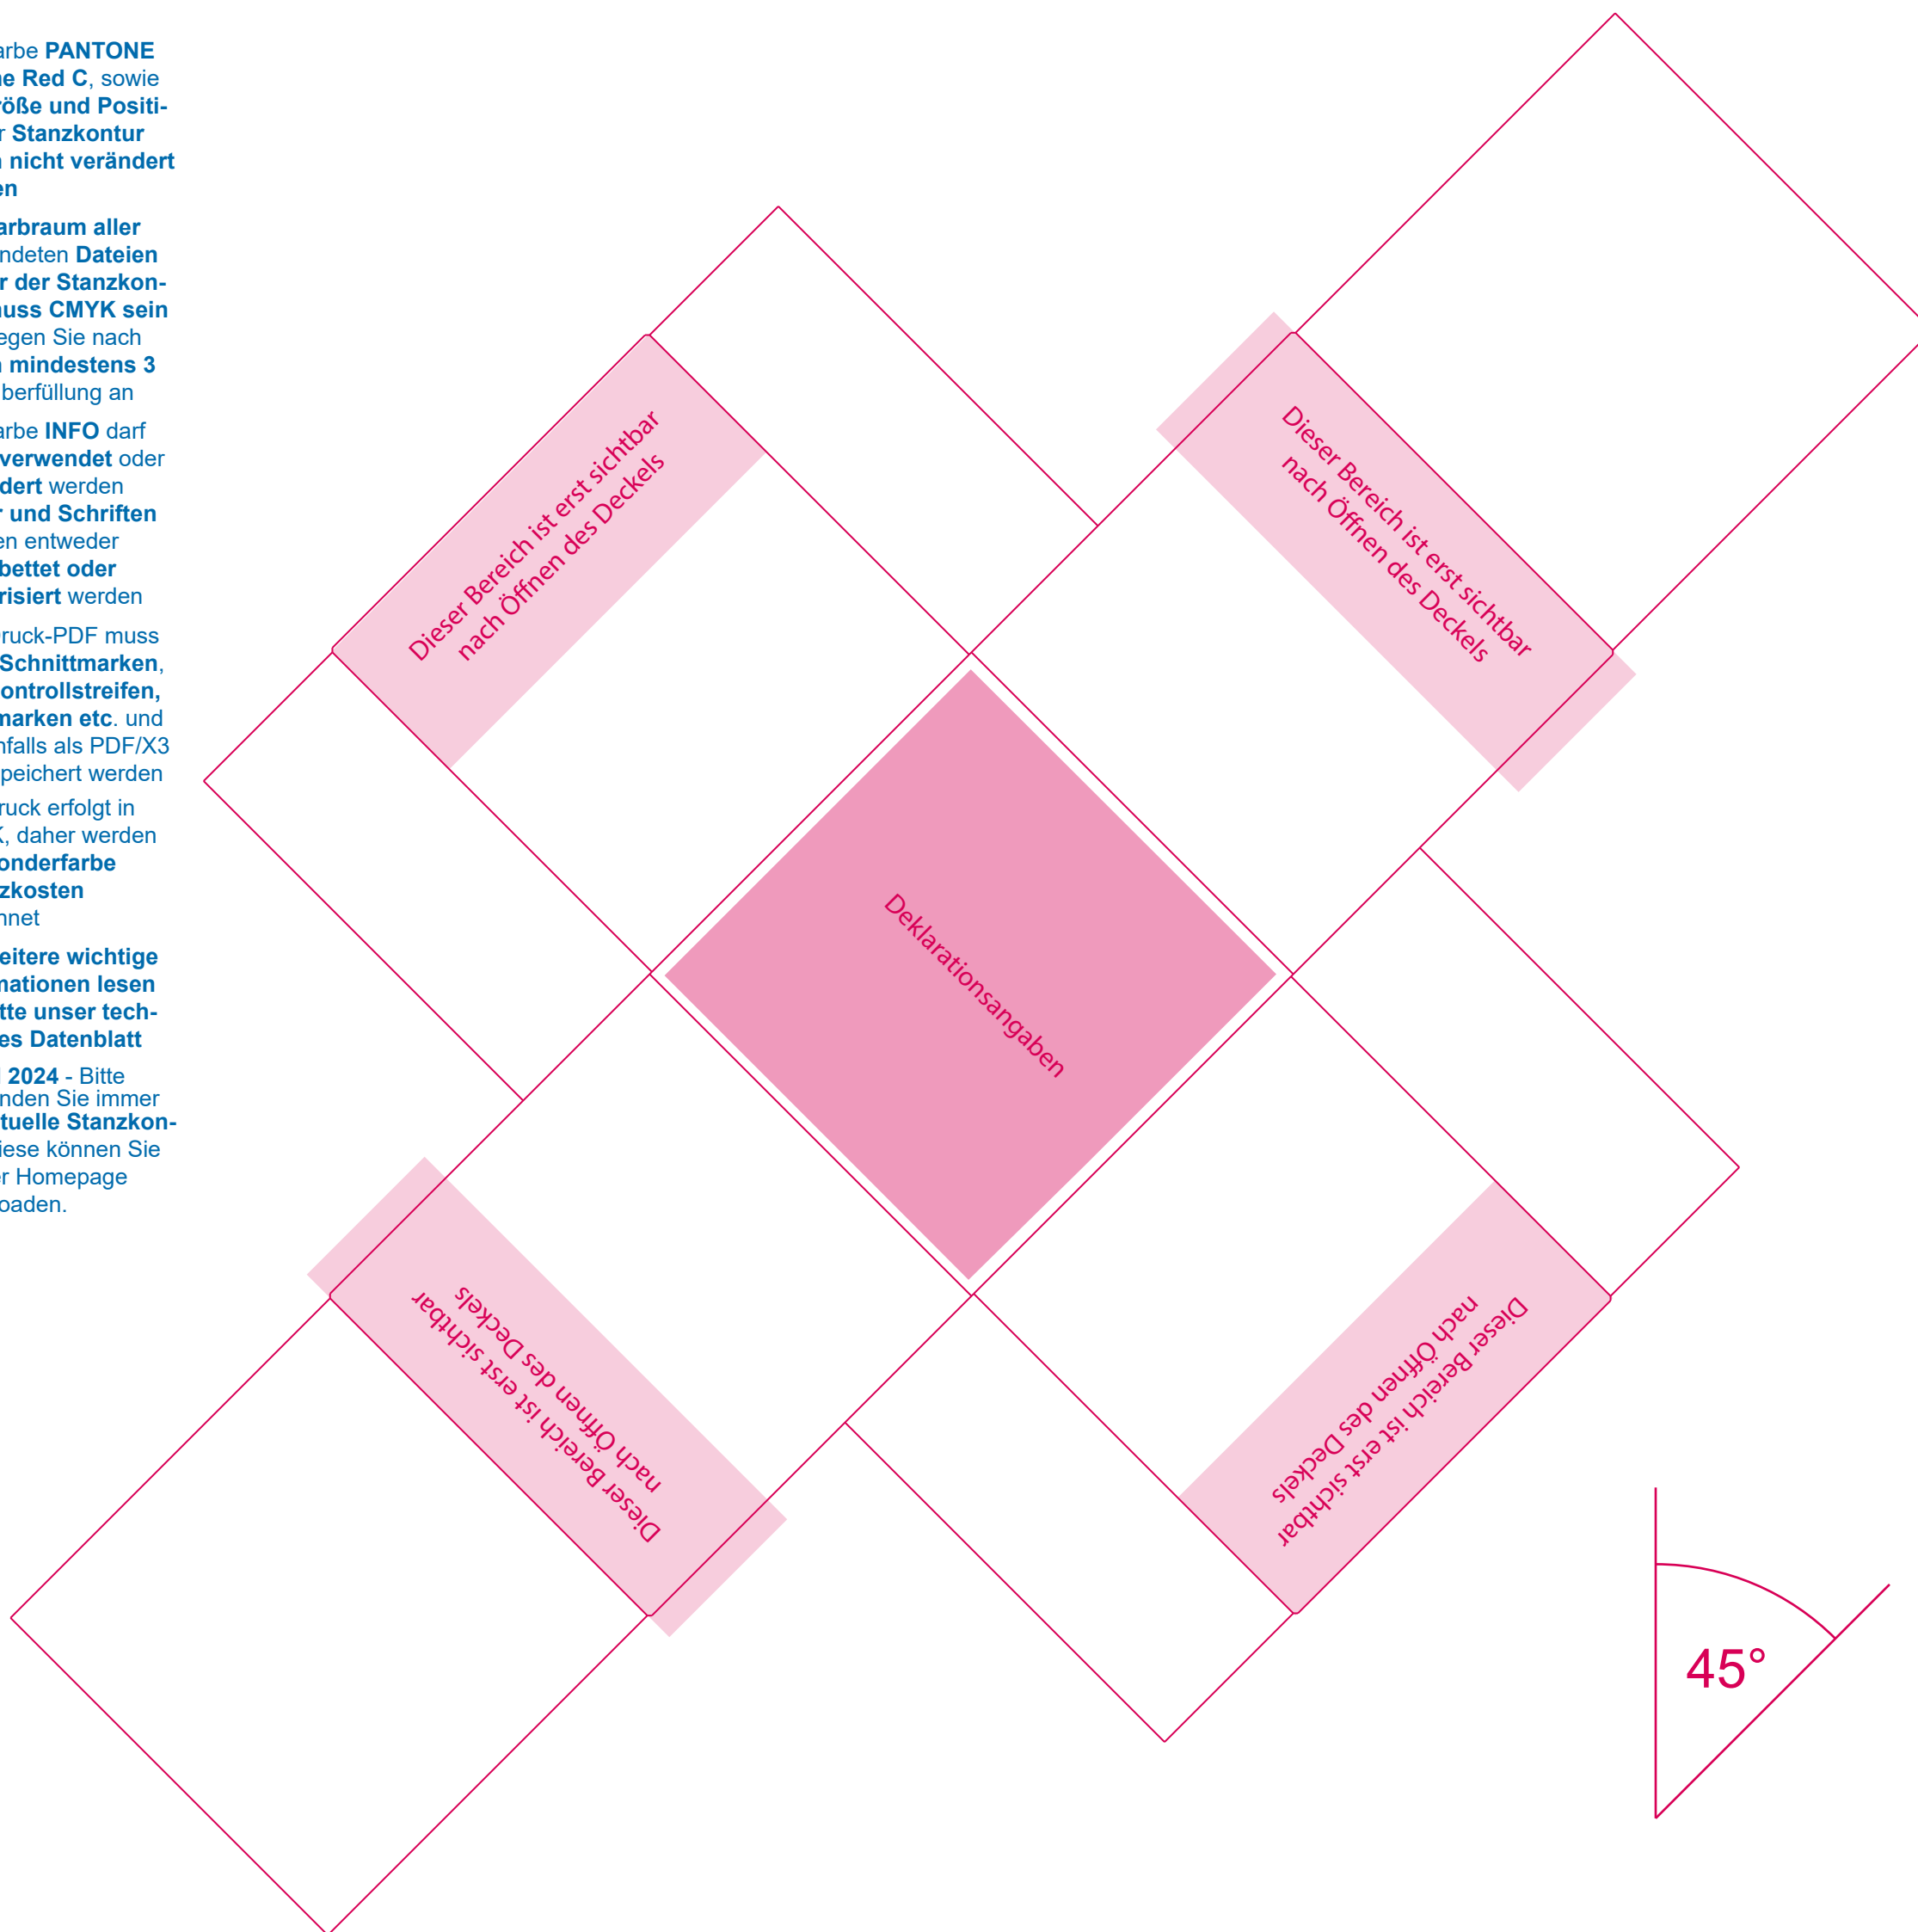 arbe PANTONE
e Red C, sowie
röße und Positi-
r Stanzkontur
n nicht verändert
en
arbraum aller
ndeten Dateien
r der Stanzkon-
nuss CMYK sein
egen Sie nach
n mindestens 3
berfüllung an
arbe INFO darf
verwendet oder
dert werden
r und Schriften
en entweder
bettet oder
risiert werden
ruck-PDF muss
Schnittmarken,
ontrollstreifen,
marken etc. und
nfalls als PDF/X3
peichert werden
ruck erfolgt in
K, daher werden
onderfarbe
zkosten
hnet
eitere wichtige
mationen lesen
tte unser tech-
es Datenblatt
2024 - Bitte
nden Sie immer
tuelle Stanzkon-
iese können Sie
er Homepage
oaden.
Dieser Bereich ist erst sichtbar
nach Öffnen des Deckels
Dieser Bereich ist erst sichtbar
nach Öffnen des Deckels
Deklarationsangaben
Dieser Bereich ist erst sichtbar
nach Öffnen des Deckels
Dieser Bereich ist erst sichtbar
nach Öffnen des Deckels
45°